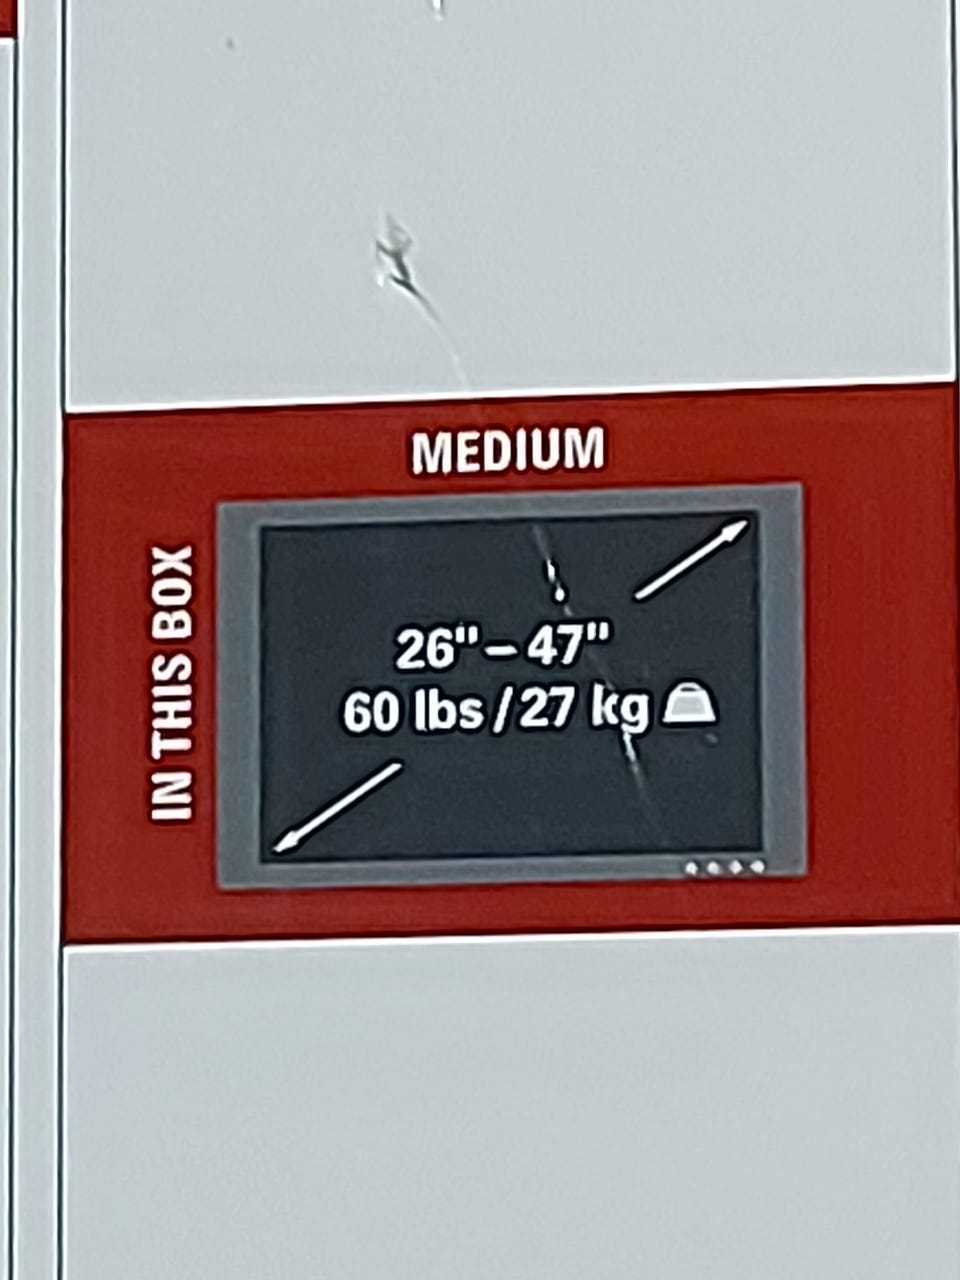 MEDIUM
IN THIS BOX
26"–47"
60 lbs/27 kg